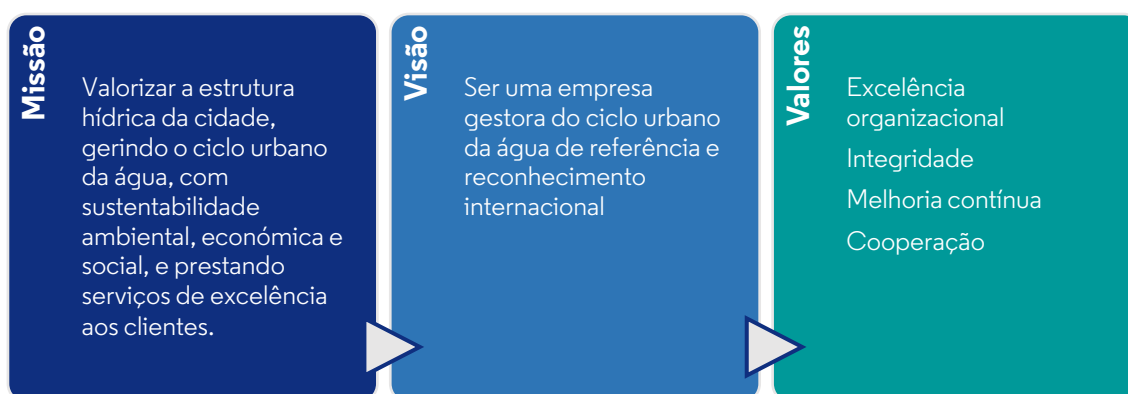 Missão
Valorizar a estrutura
hídrica da cidade,
gerindo o ciclo urbano
da água, com
sustentabilidade
ambiental, económica e
social, e prestando
serviços de excelência
aos clientes.
Visão
Ser uma empresa
gestora do ciclo urbano
da água de referência e
reconhecimento
internacional
Valores
Excelência
organizacional
Integridade
Melhoria contínua
Cooperação